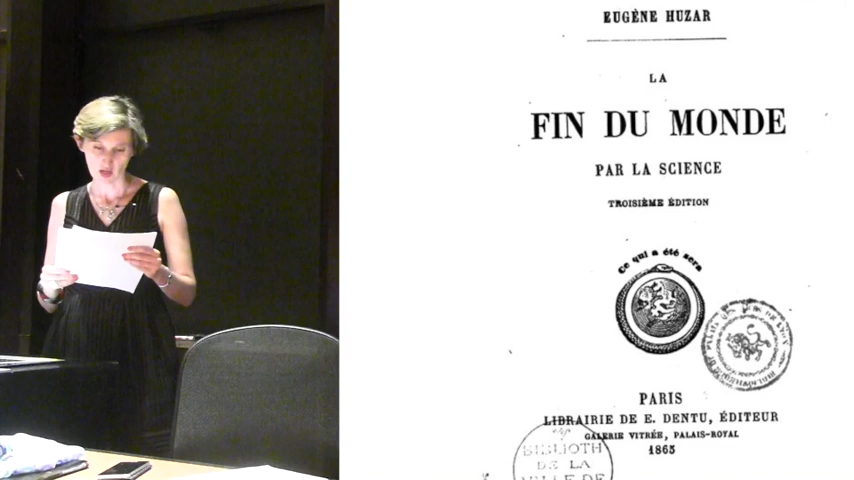 EUGÈNE HUZAR
LA
FIN DU MONDE
PAR LA SCIENCE
TROISIÈME ÉDITION
Ce qui a été sera
PARIS
LIBRAIRIE DE E. DENTU, ÉDITEUR
GALERIE VITRÉE, PALAIS-ROYAL
1865
BIBLIOTH
DE LA
VILLE DE